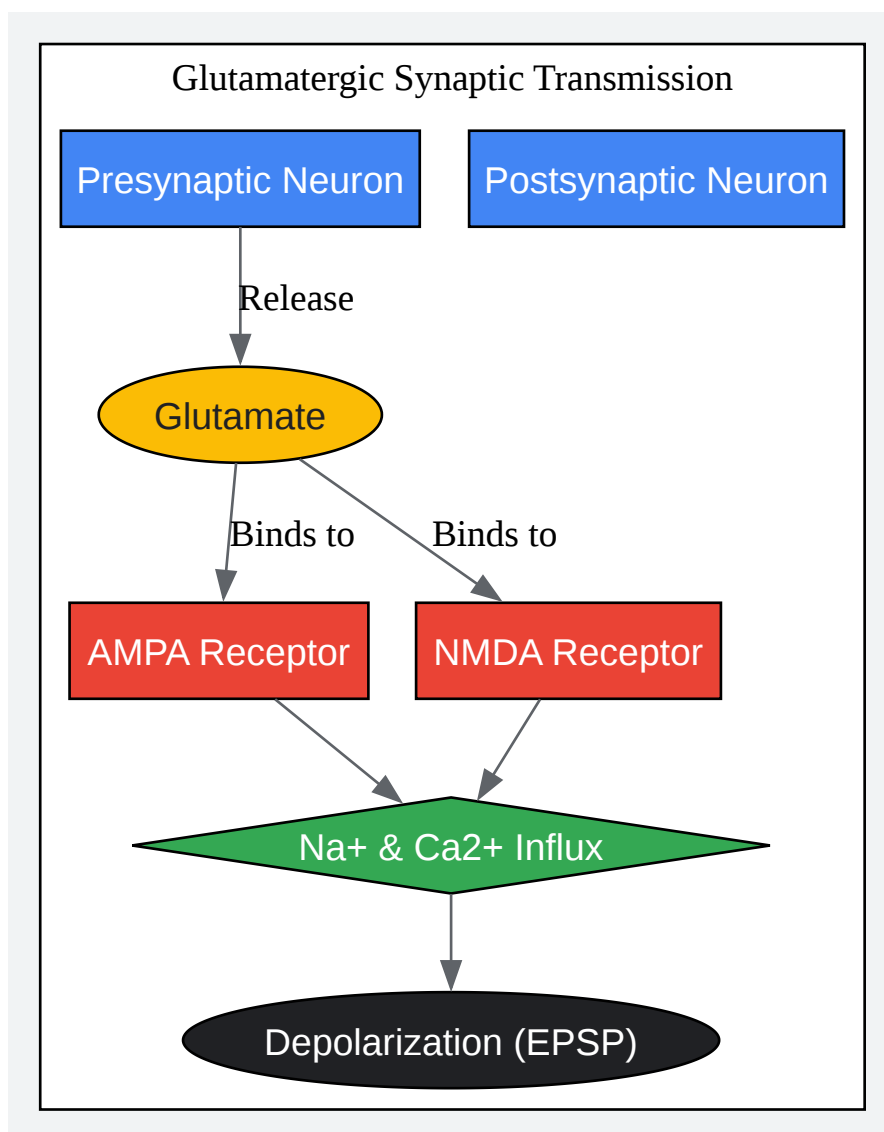 Glutamatergic Synaptic Transmission
Presynaptic Neuron
Postsynaptic Neuron
Release
Glutamate
Binds to
Binds to
AMPA Receptor
NMDA Receptor
Na+ & Ca2+ Influx
Depolarization (EPSP)